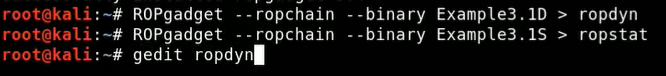 root@kali:~# ROPgadget --ropchain --binary Example3.1D > ropdyn
root@kali:~# ROPgadget --ropchain --binary Example3.1S > ropstat
root@kali:~# gedit ropdyn